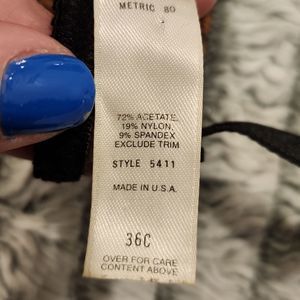 METRIC 80
72% ACETATE,
19% NYLON,
9% SPANDEX
EXCLUDE TRIM
STYLE 5411
MADE IN U.S.A.
36C
OVER FOR CARE
CONTENT ABOVE